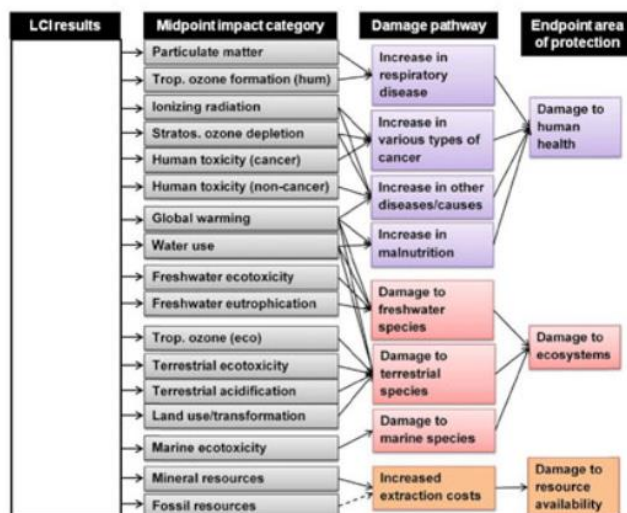 LCI results
Midpoint impact category
Damage pathway
Endpoint area
of protection
Particulate matter
Trop. ozone formation (hum)
Ionizing radiation
Stratos. ozone depletion
Human toxicity (cancer)
Human toxicity (non-cancer)
Global warming
Water use
Freshwater ecotoxicity
Freshwater eutrophication
Trop. ozone (eco)
Terrestrial ecotoxicity
Terrestrial acidification
Land use/transformation
Marine ecotoxicity
Mineral resources
Fossil resources
Increase in
respiratory
disease
Increase in
various types of
cancer
Increase in other
diseases/causes
Increase in
malnutrition
Damage to
freshwater
species
Damage to
terrestrial
species
Damage to
marine species
Increased
extraction costs
Damage to
human
health
Damage to
ecosystems
Damage to
resource
availability